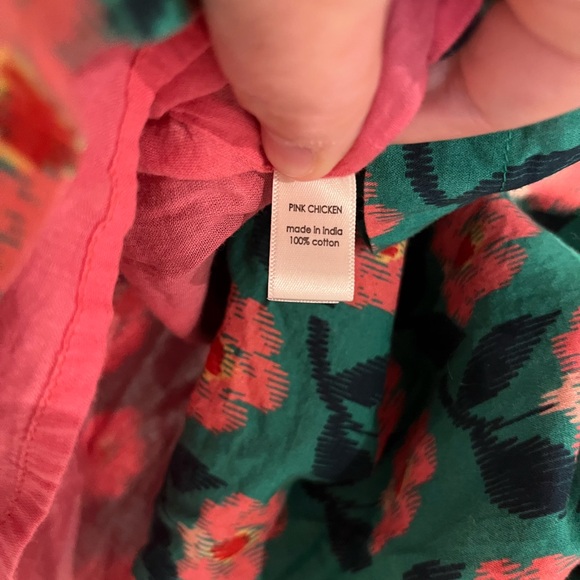 PINK CHICKEN
made in india
100% cotton